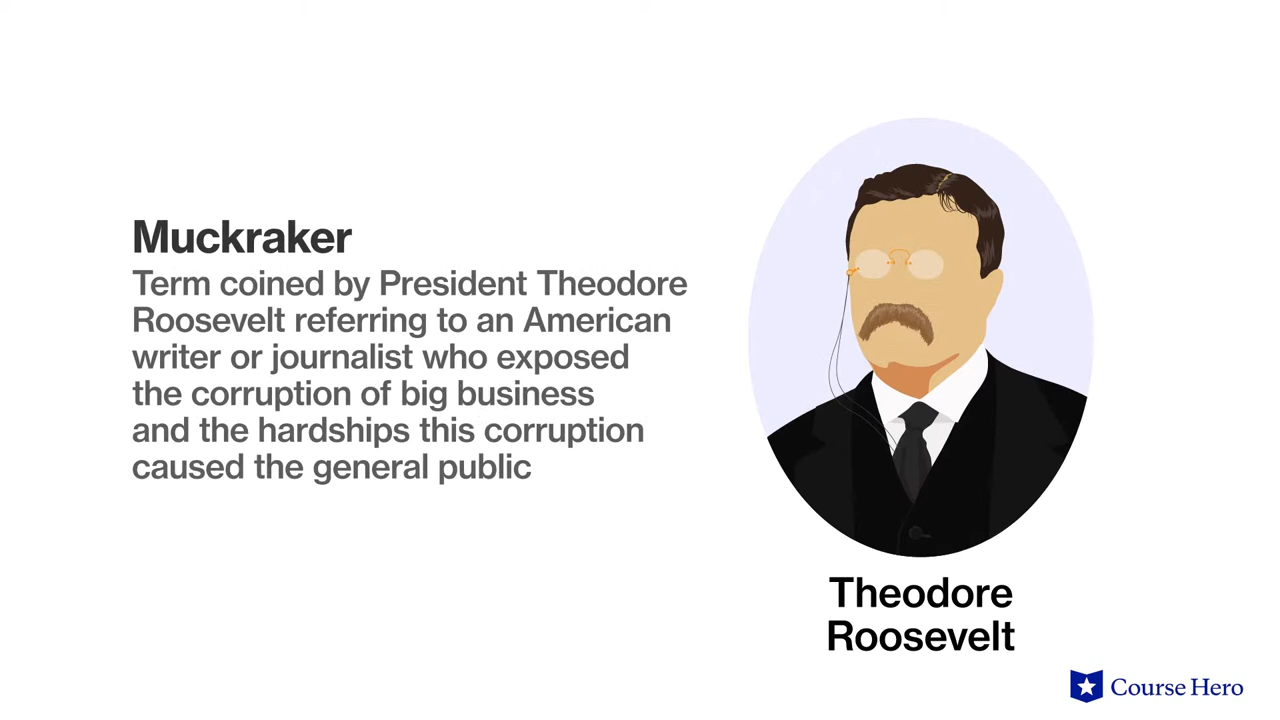 Muckraker
Term coined by President Theodore
Roosevelt referring to an American
writer or journalist who exposed
the corruption of big business
and the hardships this corruption
caused the general public
Theodore
Roosevelt
Course Hero